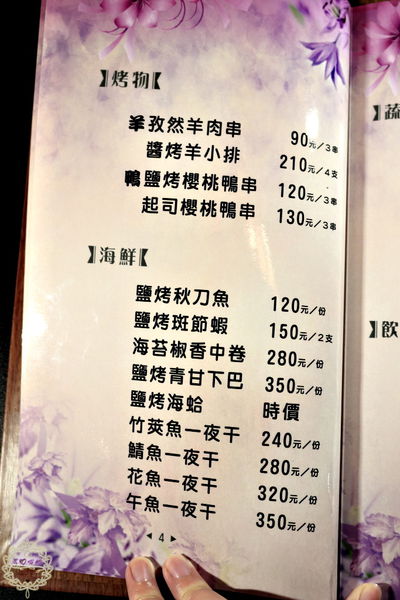 】烤物【
羊 孜然羊肉串 90元/3串
醬烤羊小排 210元/4支
鴨 鹽烤櫻桃鴨串 120元/3串
起司櫻桃鴨串 130元/3串
】海鮮【
鹽烤秋刀魚 120元/份
鹽烤斑節蝦 150元/2支
海苔椒香中卷 280元/份
鹽烤青甘下巴 350元/份
鹽烤海蛤 時價
竹莢魚一夜干 240元/份
鯖魚一夜干 280元/份
花魚一夜干 320元/份
午魚一夜干 350元/份
◀ 4 ▶
】蔬
】飲